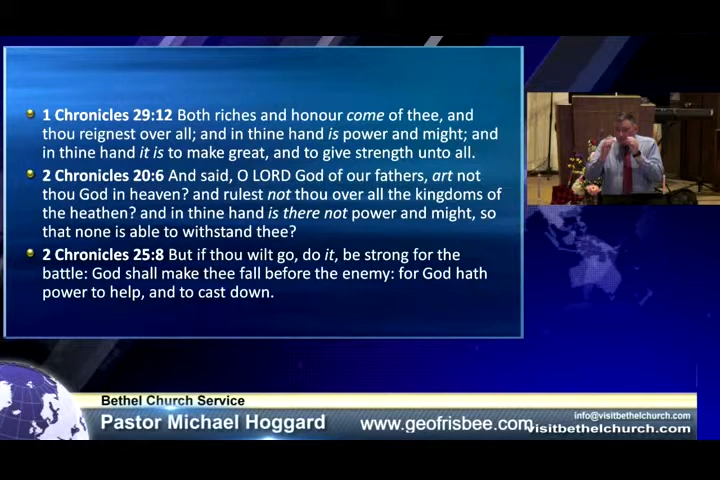 1 Chronicles 29:12 Both riches and honour come of thee, and
thou reignest over all; and in thine hand is power and might; and
in thine hand it is to make great, and to give strength unto all.
2 Chronicles 20:6 And said, O LORD God of our fathers, art not
thou God in heaven? and rulest not thou over all the kingdoms of
the heathen? and in thine hand is there not power and might, so
that none is able to withstand thee?
2 Chronicles 25:8 But if thou wilt go, do it, be strong for the
battle: God shall make thee fall before the enemy: for God hath
power to help, and to cast down.
Bethel Church Service
Pastor Michael Hoggard
www.geofrisbee.com
info@visitbethelchurch.com
visitbethelchurch.com